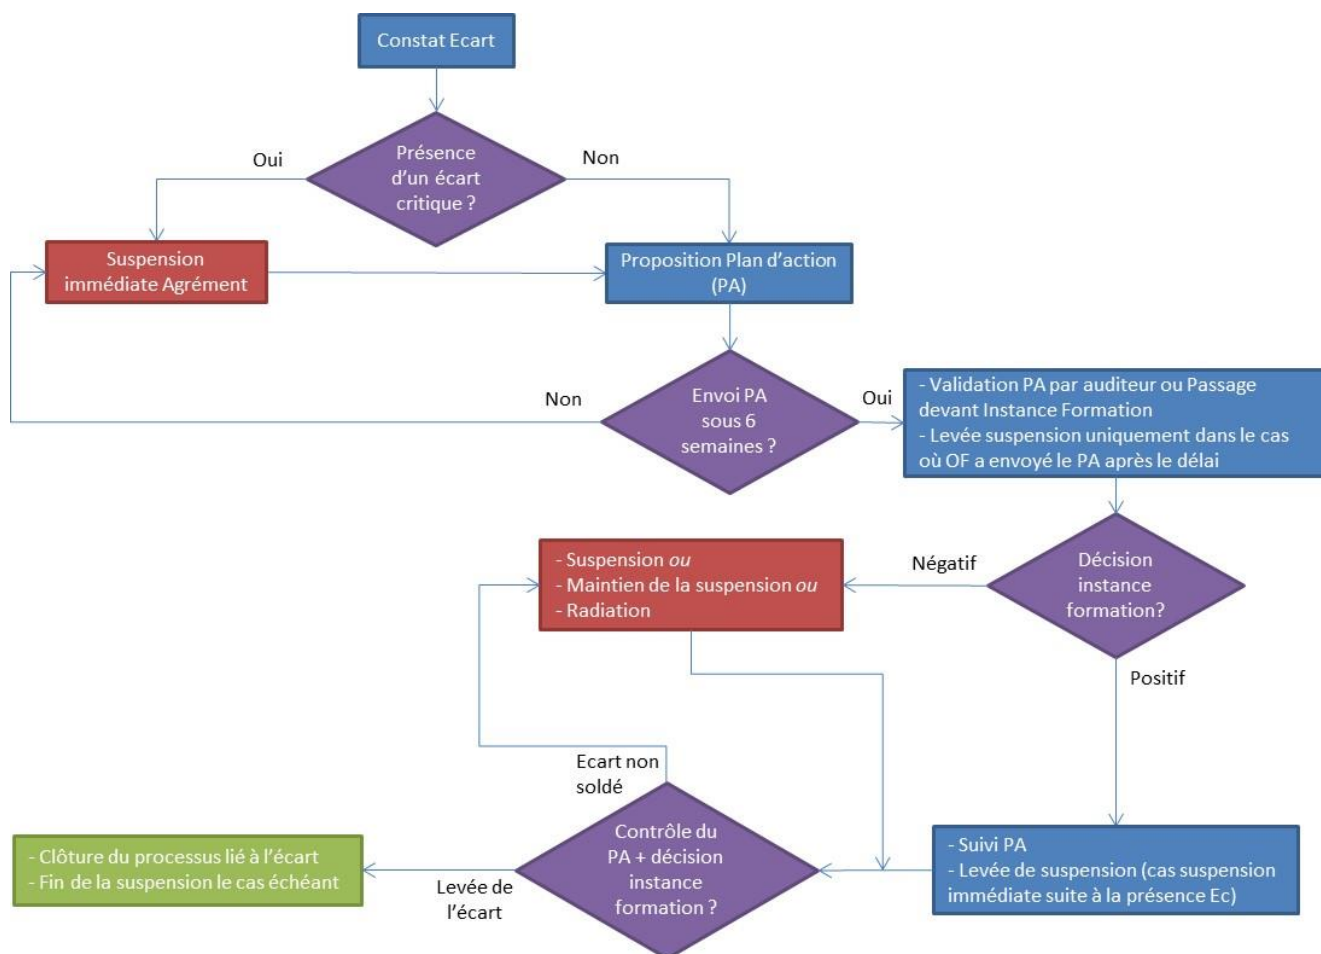 Constat Ecart
Présence
d'un écart
critique ?
Oui
Non
Suspension
immédiate Agrément
Proposition Plan d'action
(PA)
Envoi PA
sous 6
semaines ?
Non
Oui
- Validation PA par auditeur ou Passage
devant Instance Formation
- Levée suspension uniquement dans le cas
où OF a envoyé le PA après le délai
Décision
instance
formation?
Négatif
Positif
- Suspension ou
- Maintien de la suspension ou
- Radiation
- Suivi PA
- Levée de suspension (cas suspension
immédiate suite à la présence Ec)
Contrôle du
PA + décision
instance
formation ?
Ecart non
soldé
Levée de
l'écart
- Clôture du processus lié à l'écart
- Fin de la suspension le cas échéant